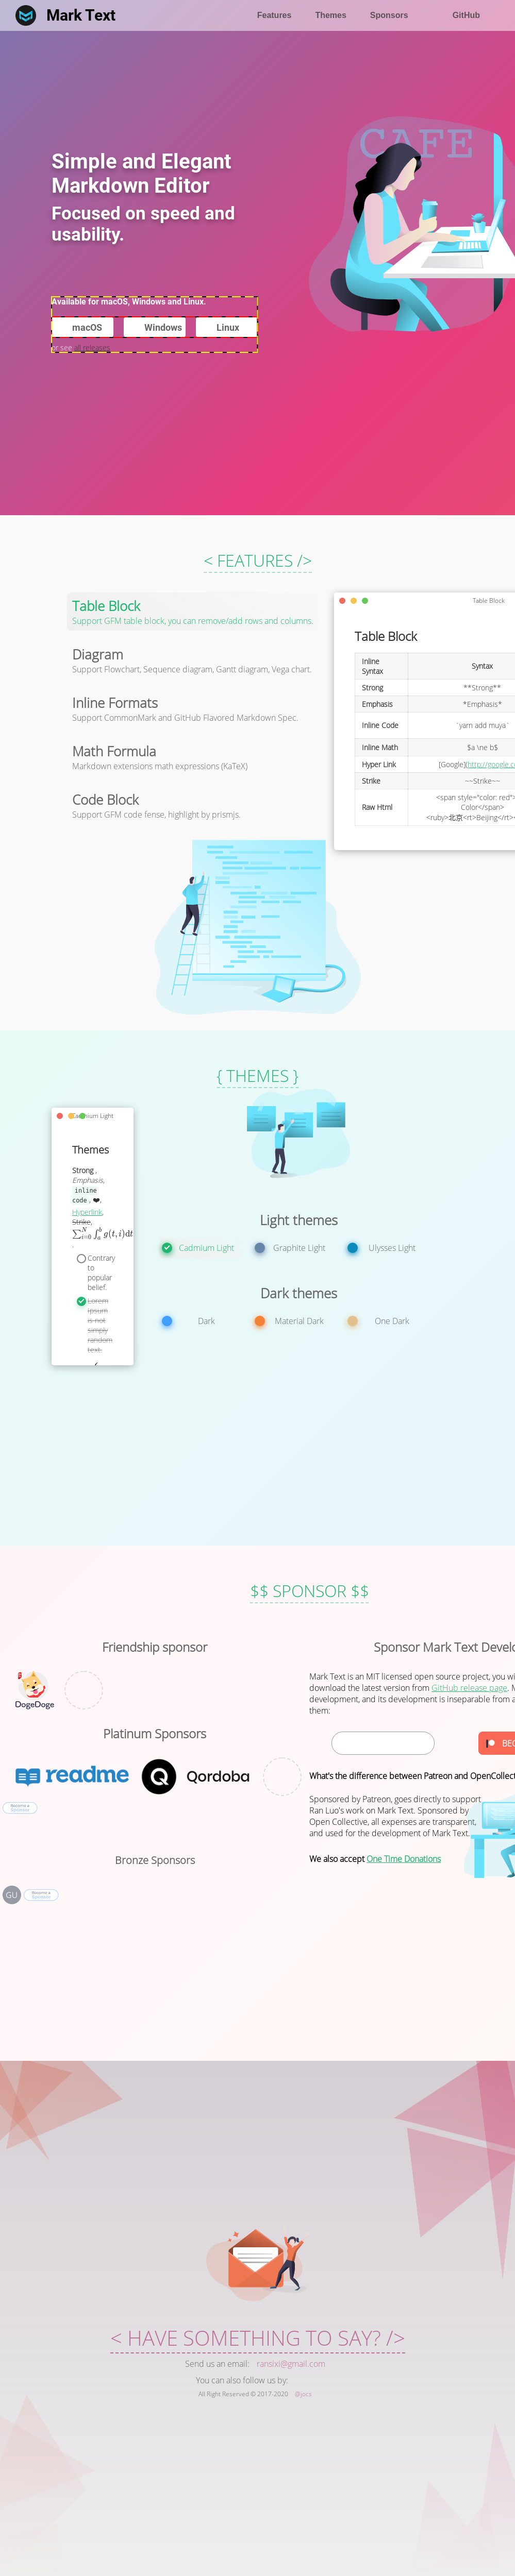 Mark Text
Features Themes Sponsors GitHub
CAFE
Simple and Elegant
Markdown Editor
Focused on speed and
usability.
Available for macOS, Windows and Linux.
macOS Windows Linux
or see all releases
< FEATURES />
Table Block
Support GFM table block, you can remove/add rows and columns.
Diagram
Support Flowchart, Sequence diagram, Gantt diagram, Vega chart.
Inline Formats
Support CommonMark and GitHub Flavored Markdown Spec.
Math Formula
Markdown extensions math expressions (KaTeX)
Code Block
Support GFM code fense, highlight by prismjs.
Table Block
Table Block
Inline Syntax Syntax
Strong **Strong**
Emphasis *Emphasis*
Inline Code `yarn add muya`
Inline Math $a \ne b$
Hyper Link [Google](http://google.c
Strike ~~Strike~~
Raw Html <span style="color: red">
Color</span>
<ruby>北京<rt>Beijing</rt><
{ THEMES }
Cadmium Light
Themes
Strong ,
Emphasis,
inline
code , ❤️,
Hyperlink,
Strike,
∑_{i=0}^{N} ∫_a^b g(t, i)dt
Contrary
to
popular
belief.
Lorem
Ipsum
is not
simply
random
text.
Light themes
Cadmium Light Graphite Light Ulysses Light
Dark themes
Dark Material Dark One Dark
$$ SPONSOR $$
Friendship sponsor
DogeDoge
Platinum Sponsors
readme Qordoba
Become a
Sponsor
Bronze Sponsors
GU
Become a
Sponsor
Sponsor Mark Text Develo
Mark Text is an MIT licensed open source project, you wi
download the latest version from GitHub release page. M
development, and its development is inseparable from a
them:
BEC
What's the difference between Patreon and OpenCollect
Sponsored by Patreon, goes directly to support
Ran Luo's work on Mark Text. Sponsored by
Open Collective, all expenses are transparent,
and used for the development of Mark Text.
We also accept One Time Donations
< HAVE SOMETHING TO SAY? />
Send us an email: ransixi@gmail.com
You can also follow us by:
All Right Reserved © 2017-2020 @Jocs